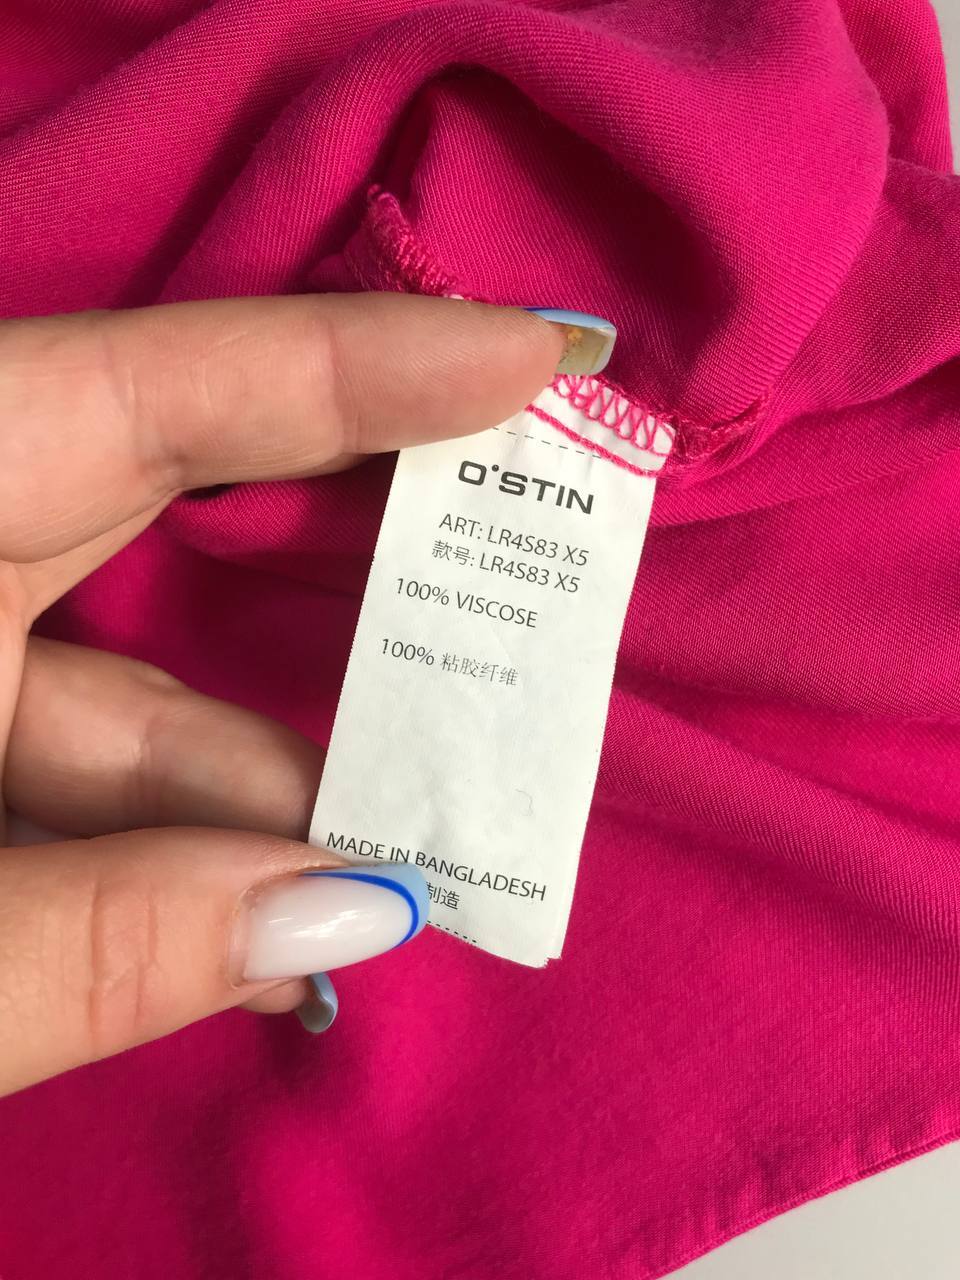 O'STIN
ART: LR4S83 X5
款号: LR4S83 X5
100% VISCOSE
100% 粘胶纤维
MADE IN BANGLADESH
制造